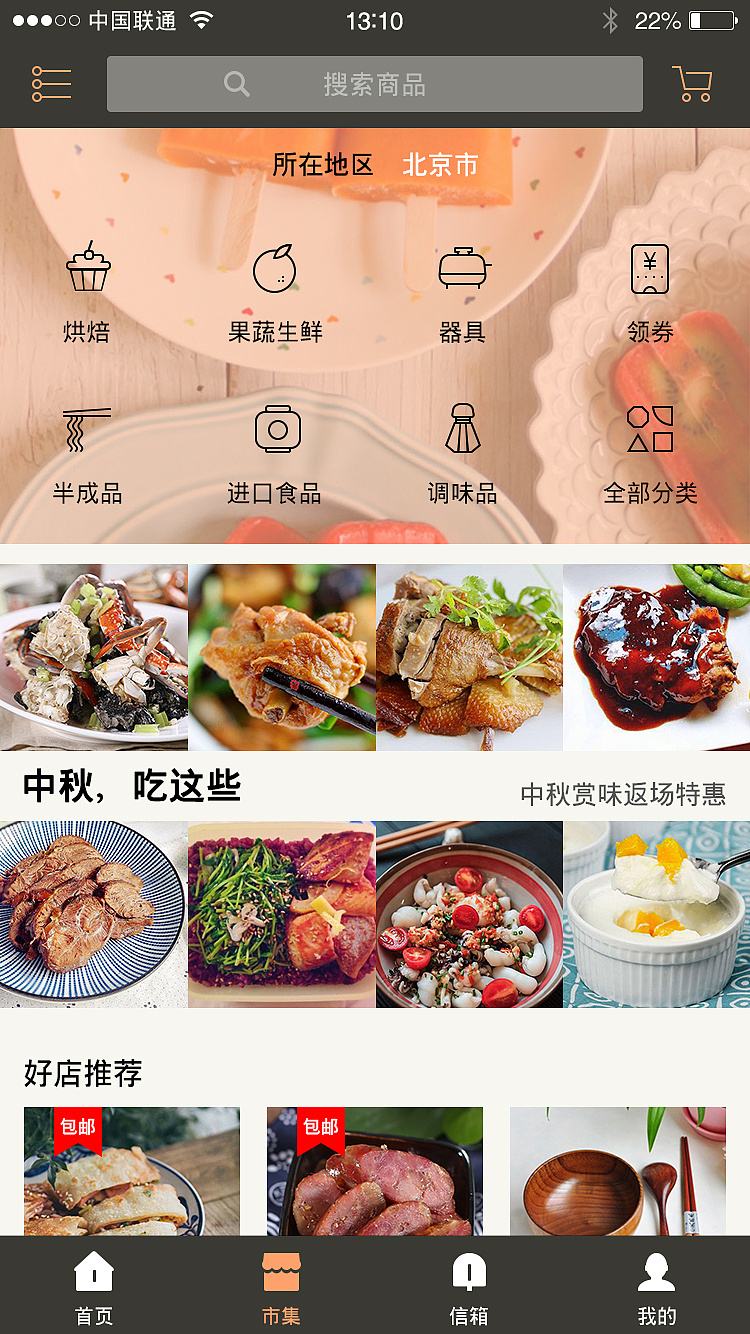 中国联通
13:10
22%
搜索商品
所在地区 北京市
烘焙 果蔬生鲜 器具 领券
半成品 进口食品 调味品 全部分类
中秋，吃这些
中秋赏味返场特惠
好店推荐
包邮 包邮
首页 市集 信箱 我的